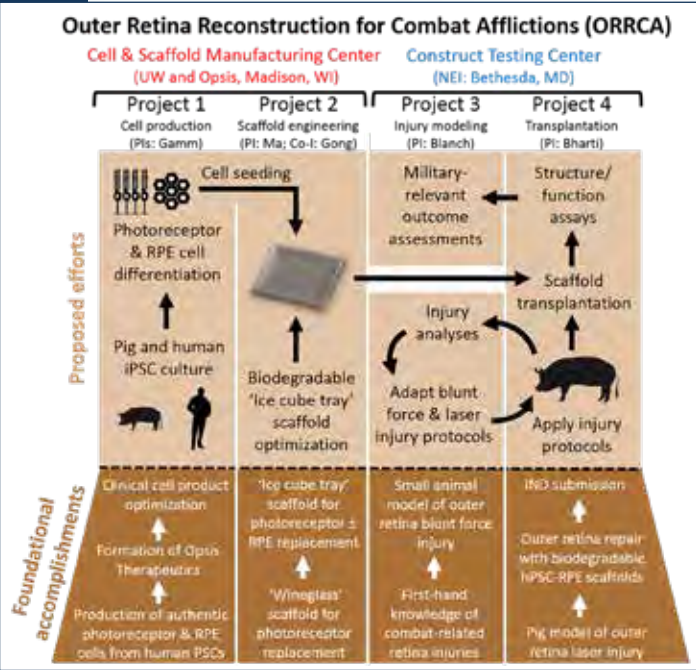 Outer Retina Reconstruction for Combat Afflictions (ORRCA)
Cell & Scaffold Manufacturing Center
(UW and Opsis, Madison, WI)
Construct Testing Center
(NEI: Bethesda, MD)
Project 1
Cell production
(PIs: Gamm)
Project 2
Scaffold engineering
(PI: Ma; Co-I: Gong)
Project 3
Injury modeling
(PI: Blanch)
Project 4
Transplantation
(PI: Bharti)
Proposed efforts
Cell seeding
Photoreceptor
& RPE cell
differentiation
Pig and human
iPSC culture
Biodegradable
'Ice cube tray'
scaffold
optimization
Military-
relevant
outcome
assessments
Injury
analyses
Adapt blunt
force & laser
injury protocols
Structure/
function
assays
Scaffold
transplantation
Apply injury
protocols
Foundational
accomplishments
Clinical cell product
optimization
Formation of Opsis
Therapeutics
Production of authentic
photoreceptor & RPE
cells from human PSCs
'Ice cube tray'
scaffold for
photoreceptor ±
RPE replacement
'Wineglass'
scaffold for
photoreceptor
replacement
Small animal
model of outer
retina blunt force
injury
First-hand
knowledge of
combat-related
retina injuries
IND submission
Outer retina repair
with biodegradable
hPSC-RPE scaffolds
Pig model of outer
retina laser injury